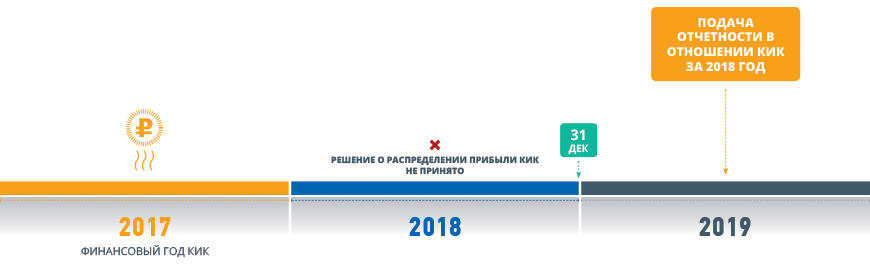 ПОДАЧА
ОТЧЕТНОСТИ В
ОТНОШЕНИИ КИК
ЗА 2018 ГОД
₽
31
ДЕК
РЕШЕНИЕ О РАСПРЕДЕЛЕНИИ ПРИБЫЛИ КИК
НЕ ПРИНЯТО
2017
2018
2019
ФИНАНСОВЫЙ ГОД КИК